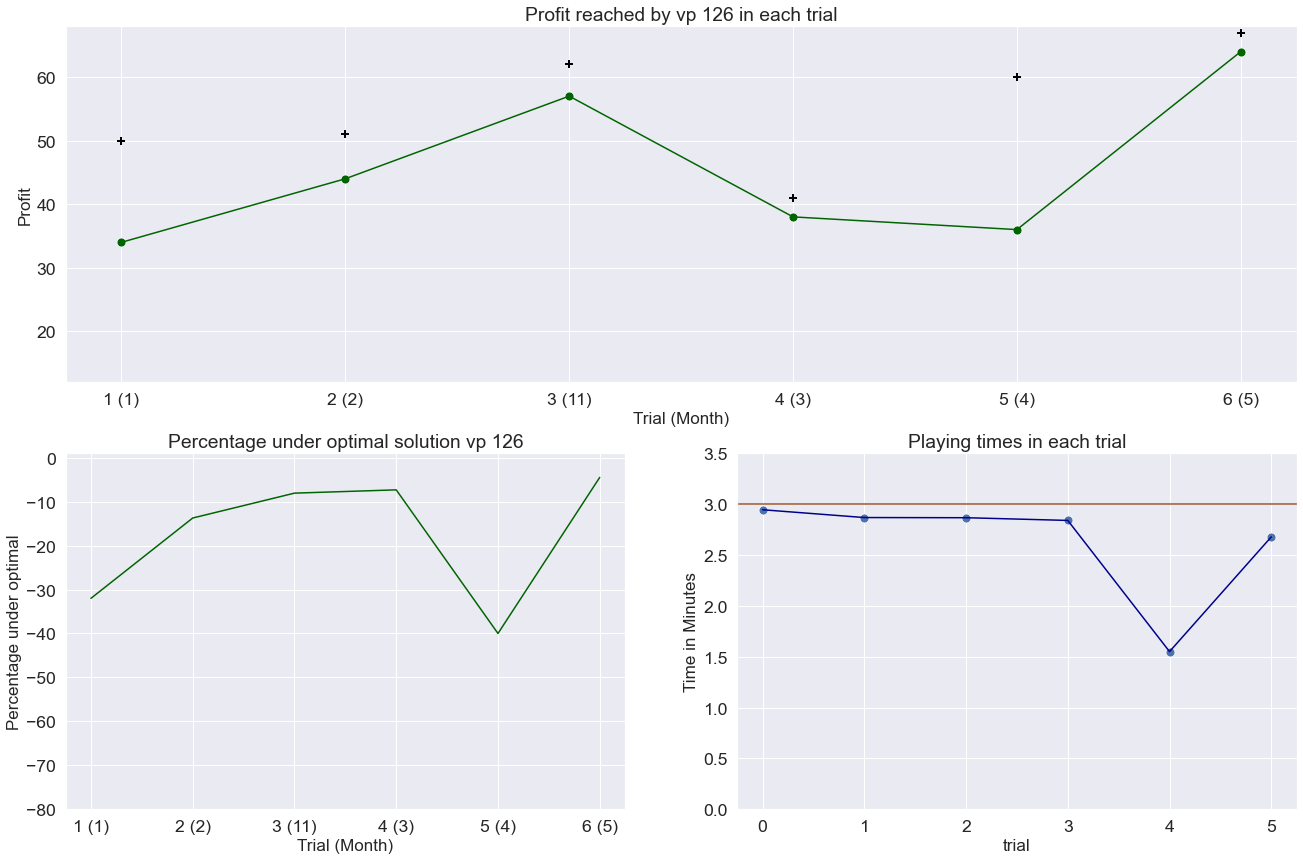 Profit reached by vp 126 in each trial
Profit
60
50
40
30
20
1 (1) 2 (2) 3 (11) 4 (3) 5 (4) 6 (5)
Trial (Month)
Percentage under optimal solution vp 126
Percentage under optimal
0
−10
−20
−30
−40
−50
−60
−70
−80
1 (1) 2 (2) 3 (11) 4 (3) 5 (4) 6 (5)
Trial (Month)
Playing times in each trial
Time in Minutes
3.5
3.0
2.5
2.0
1.5
1.0
0.5
0.0
0 1 2 3 4 5
trial